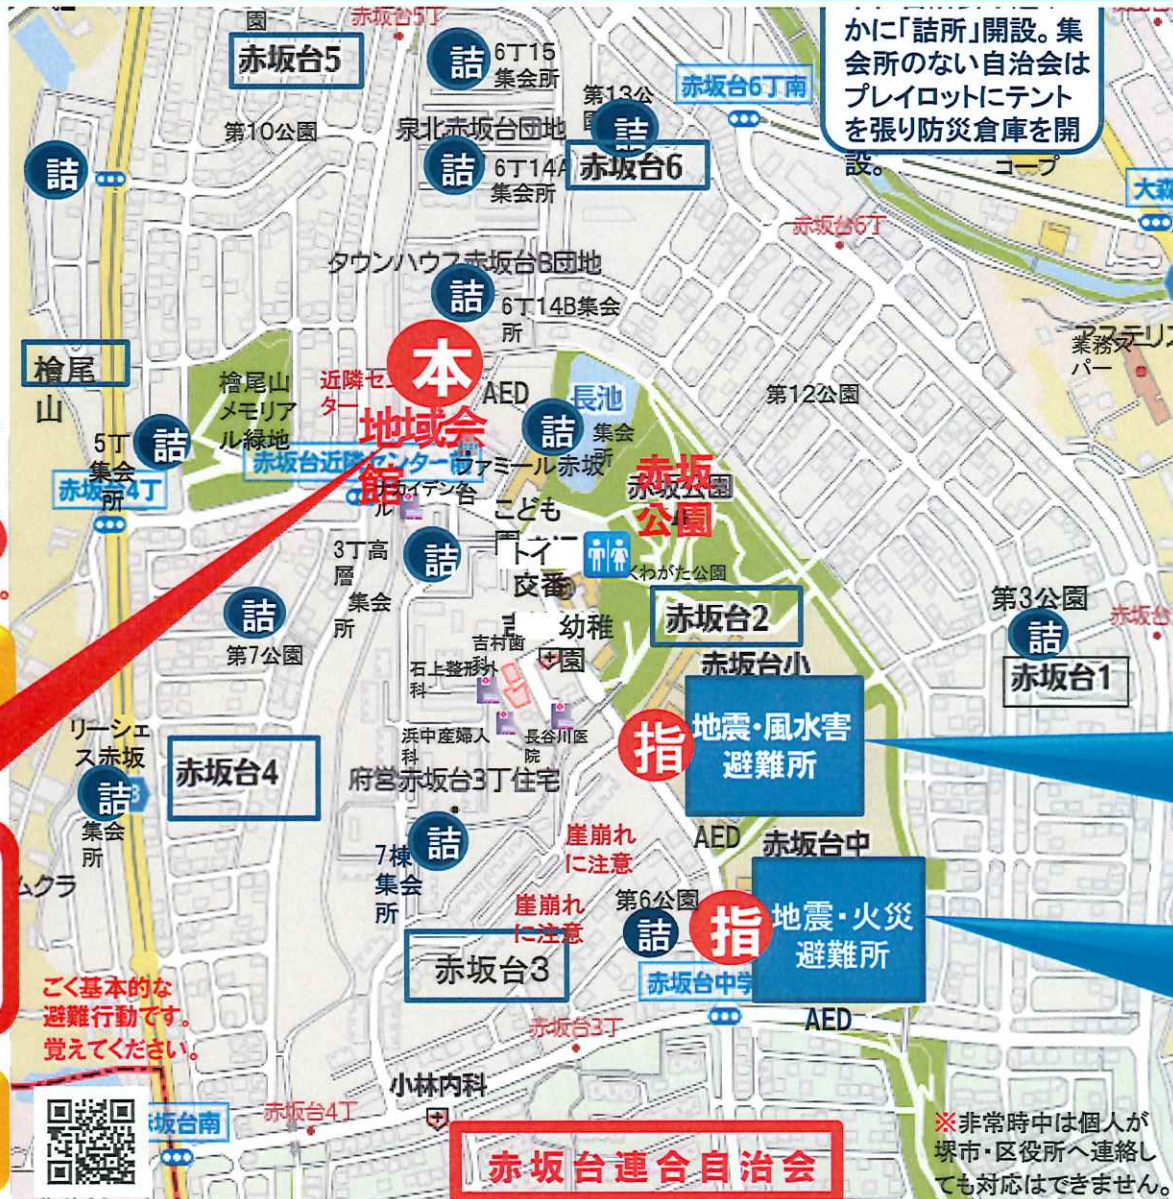 赤坂台5丁
園
赤坂台5
詰
6丁15
集会所
第13公
詰
赤坂台6丁南
かに「詰所」開設。集
会所のない自治会は
プレイロットにテント
を張り防災倉庫を開
設。
コープ
第10公園
泉北赤坂台団地
詰
詰
6丁14A
集会所
赤坂台6
大森
赤坂台6丁
タウンハウス赤坂台B団地
詰
6丁14B集会
所
檜尾
山
檜尾山
メモリア
ル緑地
近隣セ
ター
本
地域会
館
AED
長池
詰
集会
所
ファミール赤坂
台
第12公園
業務スー
パー
5丁
集会
所
詰
赤坂台4丁
赤坂台近隣センター前
赤坂
公園
赤坂公園
こども
3丁高
層
集会
所
詰
トイ
交番
くわがた公園
詰
第7公園
幼稚
園
赤坂台2
第3公園
詰
赤坂台1
赤坂台
吉村歯
科
石上整形外
科
赤坂台小
指
地震・風水害
避難所
浜中産婦人
科
長谷川医
院
リーシェ
ス赤坂
詰
集会
所
赤坂台4
府営赤坂台3丁住宅
7棟
集会
所
詰
崖崩れ
に注意
AED
赤坂台中
ムクラ
崖崩れ
に注意
第6公園
詰
指
地震・火災
避難所
赤坂台3
赤坂台中学
AED
ごく基本的な
避難行動です。
覚えてください。
赤坂台3丁
小林内科
赤坂台4丁
坂台南
赤坂台連合自治会
※非常時中は個人が
堺市・区役所へ連絡し
ても対応はできません。